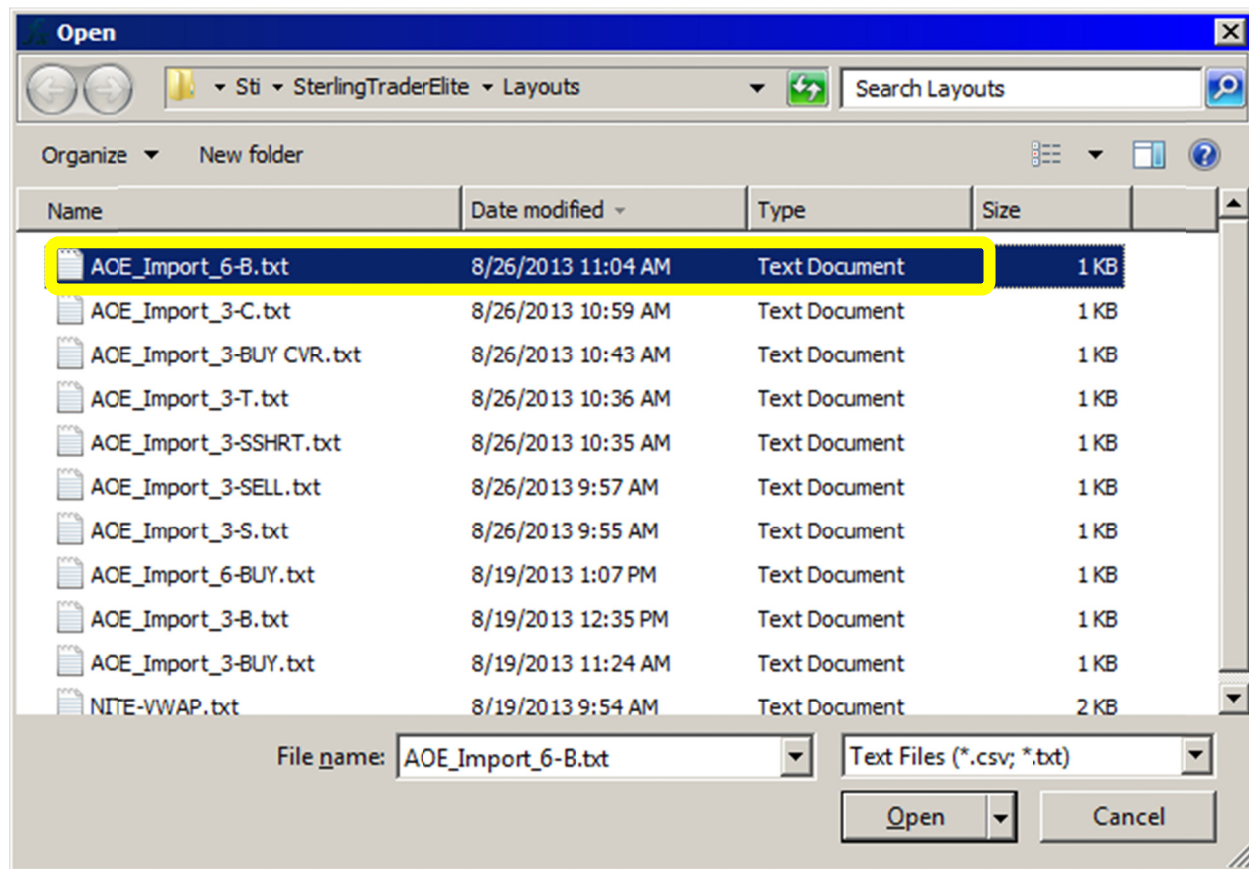 Open
Sti SterlingTraderElite Layouts Search Layouts
Organize New folder
Name Date modified Type Size
AOE_Import_6-B.txt 8/26/2013 11:04 AM Text Document 1 KB
AOE_Import_3-C.txt 8/26/2013 10:59 AM Text Document 1 KB
AOE_Import_3-BUY CVR.txt 8/26/2013 10:43 AM Text Document 1 KB
AOE_Import_3-T.txt 8/26/2013 10:36 AM Text Document 1 KB
AOE_Import_3-SSHRT.txt 8/26/2013 10:35 AM Text Document 1 KB
AOE_Import_3-SELL.txt 8/26/2013 9:57 AM Text Document 1 KB
AOE_Import_3-S.txt 8/26/2013 9:55 AM Text Document 1 KB
AOE_Import_6-BUY.txt 8/19/2013 1:07 PM Text Document 1 KB
AOE_Import_3-B.txt 8/19/2013 12:35 PM Text Document 1 KB
AOE_Import_3-BUY.txt 8/19/2013 11:24 AM Text Document 1 KB
NITE-VWAP.txt 8/19/2013 9:54 AM Text Document 2 KB
File name: AOE_Import_6-B.txt Text Files (*.csv; *.txt)
Open Cancel